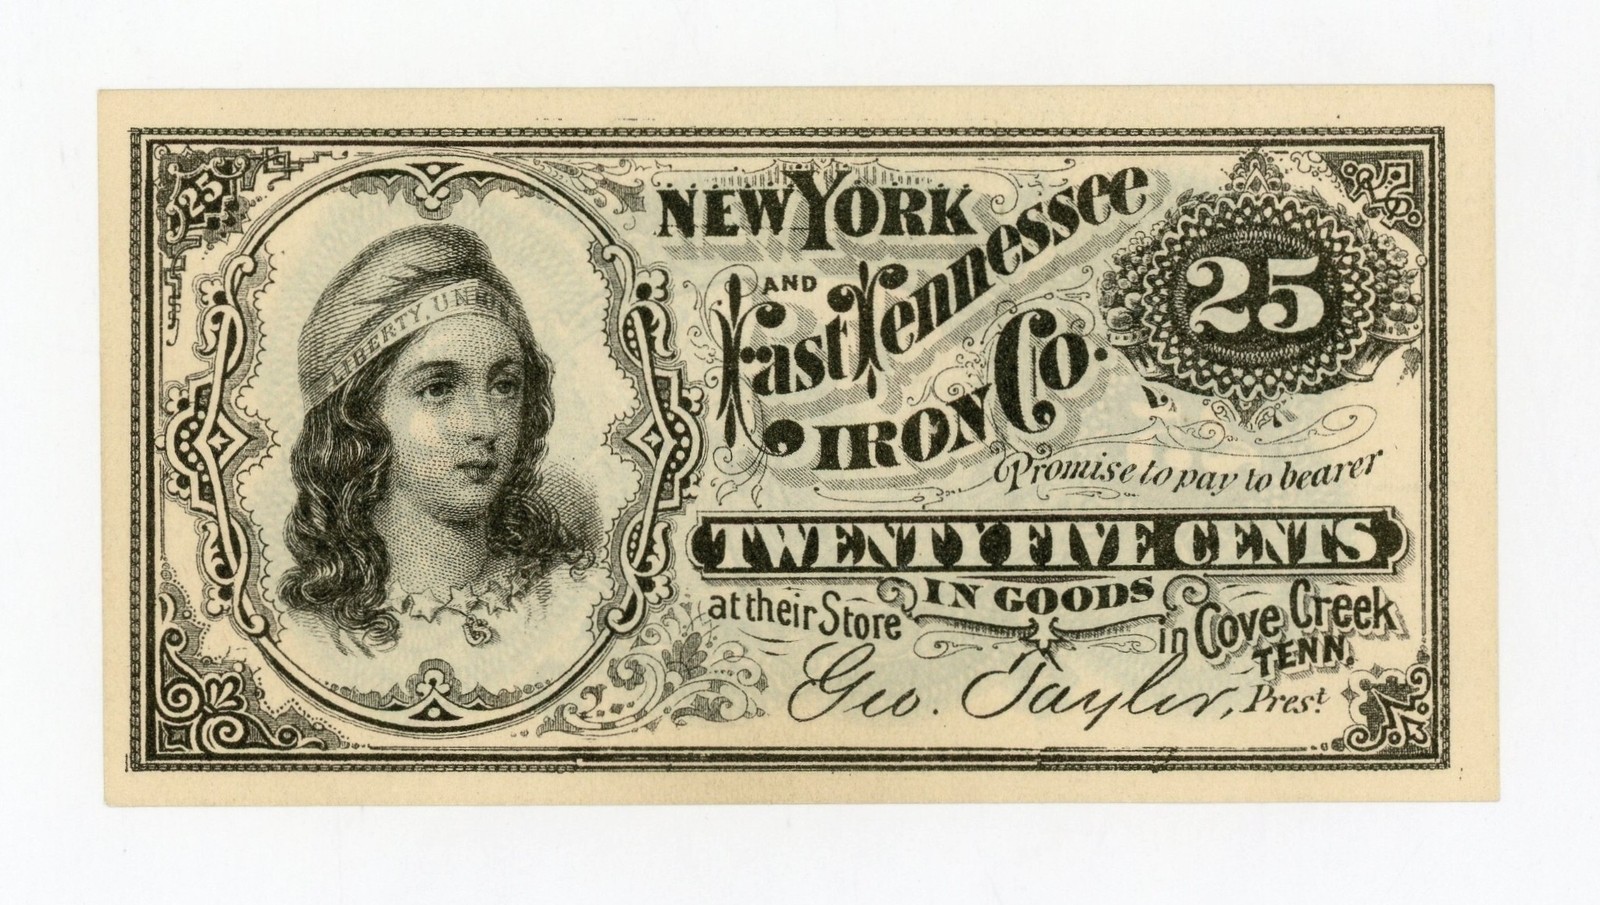 25
LIBERTY, UNION
NEW YORK
AND
East Tennessee
IRON Co.
25
Promise to pay to bearer
TWENTY FIVE CENTS
IN GOODS
at their Store
in Cove Creek
TENN.
Geo. Taylor, Prest.